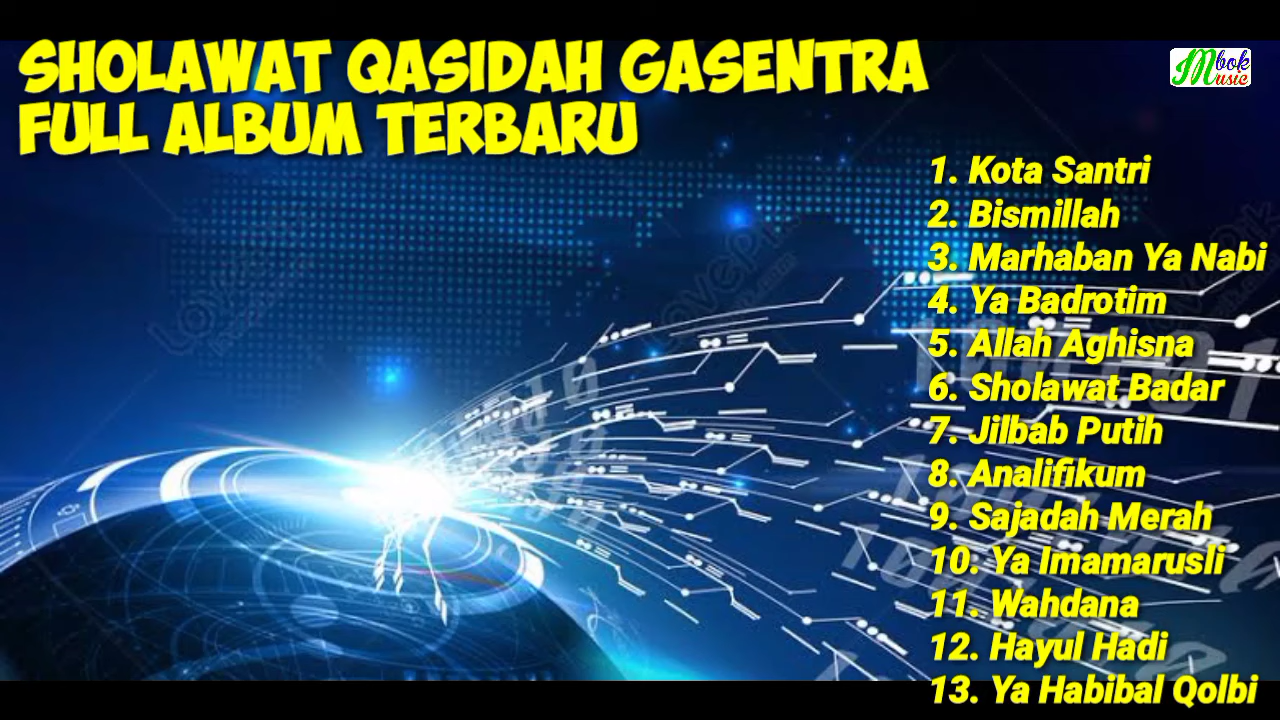 SHOLAWAT QASIDAH GASENTRA
FULL ALBUM TERBARU
Mbok
Music
1. Kota Santri
2. Bismillah
3. Marhaban Ya Nabi
4. Ya Badrotim
5. Allah Aghisna
6. Sholawat Badar
7. Jilbab Putih
8. Analifikum
9. Sajadah Merah
10. Ya Imamarusli
11. Wahdana
12. Hayul Hadi
13. Ya Habibal Qolbi